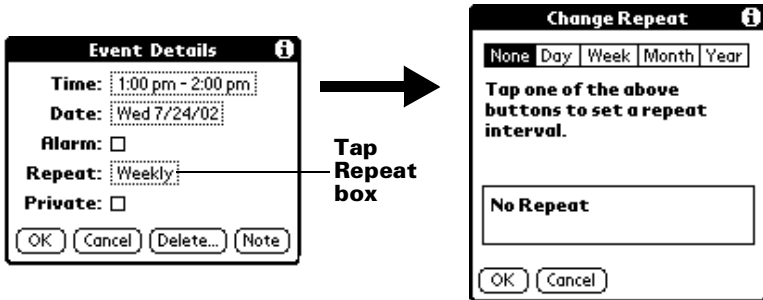 Event Details
Time: 1:00 pm - 2:00 pm
Date: Wed 7/24/02
Alarm:
Repeat: Weekly
Private:
OK Cancel Delete... Note
Tap
Repeat
box
Change Repeat
None Day Week Month Year
Tap one of the above
buttons to set a repeat
interval.
No Repeat
OK Cancel